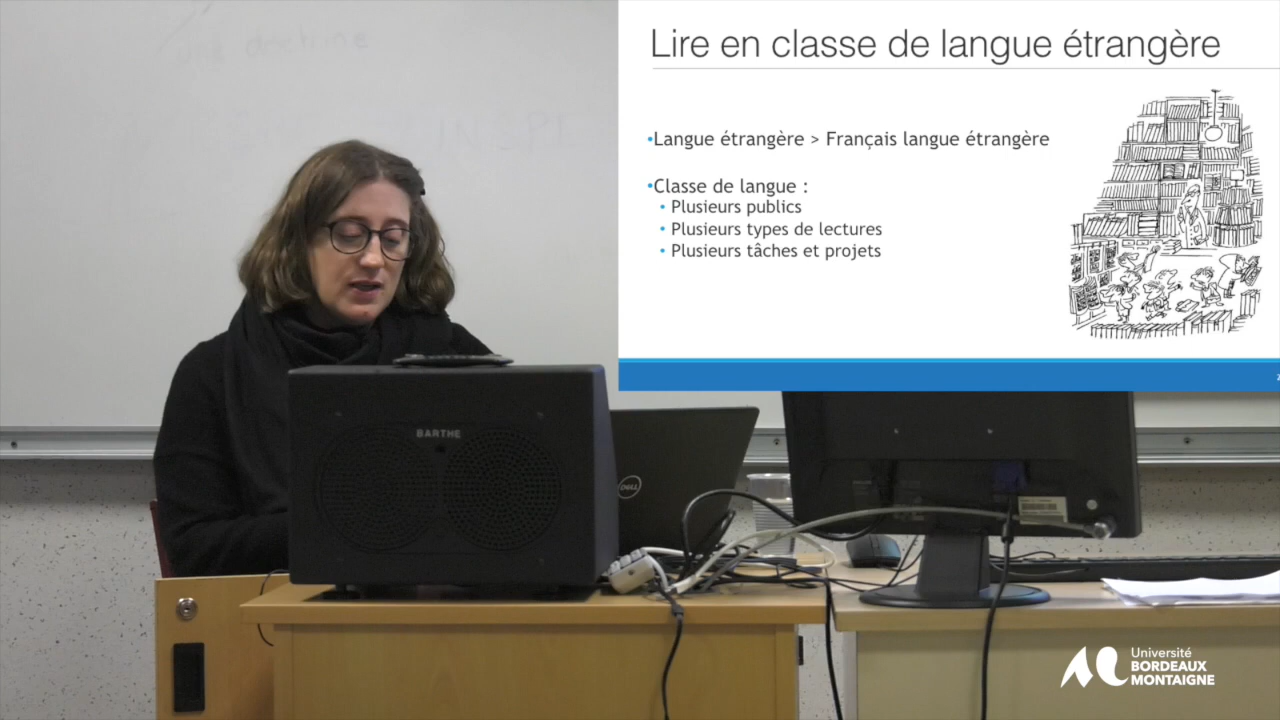 Lire en classe de langue étrangère
•Langue étrangère > Français langue étrangère
•Classe de langue :
• Plusieurs publics
• Plusieurs types de lectures
• Plusieurs tâches et projets
BARTHE
DELL
Université
BORDEAUX
MONTAIGNE